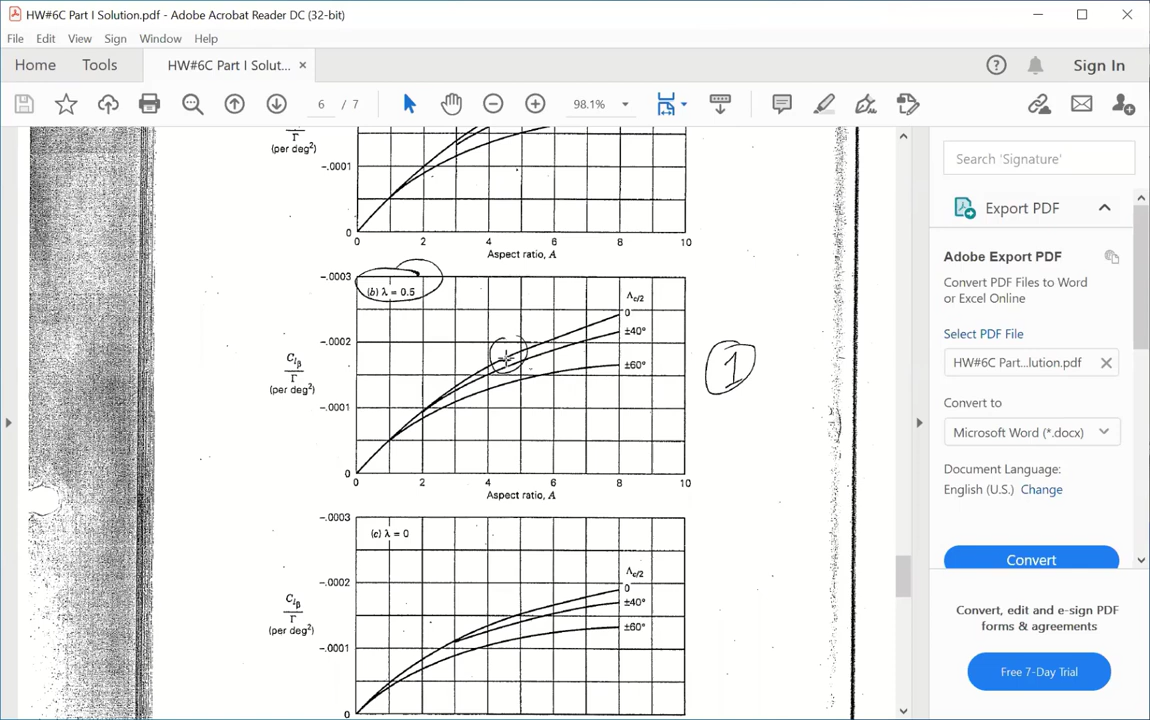 HW#6C Part I Solution.pdf - Adobe Acrobat Reader DC (32-bit)
File Edit View Sign Window Help
Home Tools HW#6C Part I Solut... × Sign In
6 / 7 98.1%
Γ
(per deg²)
-.0001
0
0 2 4 6 8 10
Aspect ratio, A
-.0003
(b) λ = 0.5
Λc/2
0
-.0002
±40°
Clβ
Γ
(per deg²)
±60°
1
-.0001
0
0 2 4 6 8 10
Aspect ratio, A
-.0003
(c) λ = 0
Λc/2
0
-.0002
±40°
Clβ
Γ
(per deg²)
±60°
-.0001
0
Search 'Signature'
Export PDF
Adobe Export PDF
Convert PDF Files to Word
or Excel Online
Select PDF File
HW#6C Part...lution.pdf ×
Convert to
Microsoft Word (*.docx)
Document Language:
English (U.S.) Change
Convert
Convert, edit and e-sign PDF
forms & agreements
Free 7-Day Trial